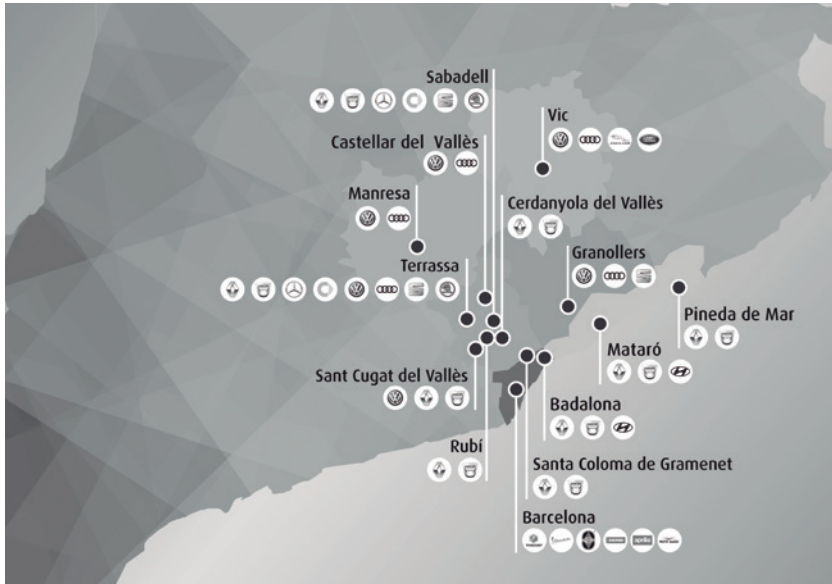 Sabadell
Vic
Castellar del Vallès
Manresa
Cerdanyola del Vallès
Granollers
Terrassa
Pineda de Mar
Mataró
Sant Cugat del Vallès
Badalona
Rubí
Santa Coloma de Gramenet
Barcelona
aprilia